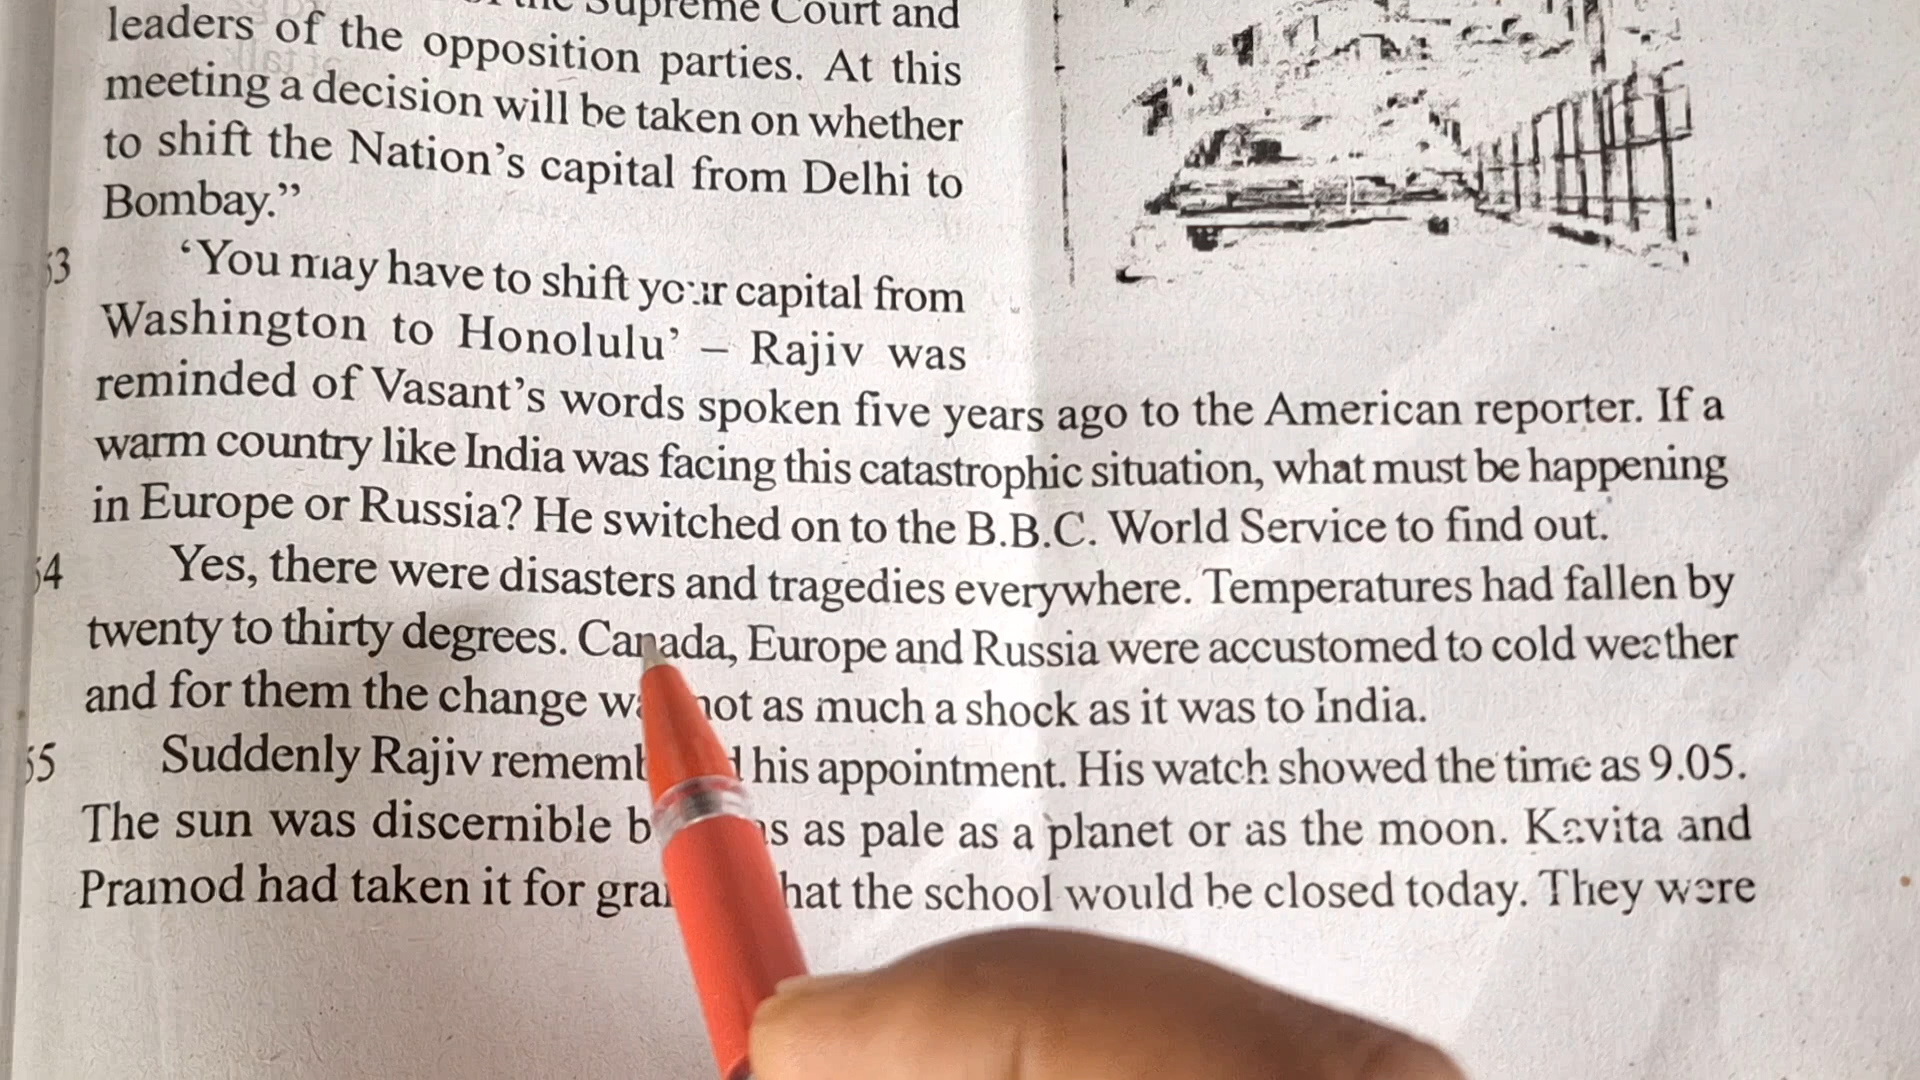 the Supreme Court and
leaders of the opposition parties. At this
meeting a decision will be taken on whether
to shift the Nation's capital from Delhi to
Bombay."
'You may have to shift your capital from
Washington to Honolulu' – Rajiv was
reminded of Vasant's words spoken five years ago to the American reporter. If a
warm country like India was facing this catastrophic situation, what must be happening
in Europe or Russia? He switched on to the B.B.C. World Service to find out.
Yes, there were disasters and tragedies everywhere. Temperatures had fallen by
twenty to thirty degrees. Canada, Europe and Russia were accustomed to cold weather
and for them the change not as much a shock as it was to India.
Suddenly Rajiv his appointment. His watch showed the time as 9.05.
The sun was discernible as pale as a planet or as the moon. Kavita and
Pramod had taken it for that the school would be closed today. They were